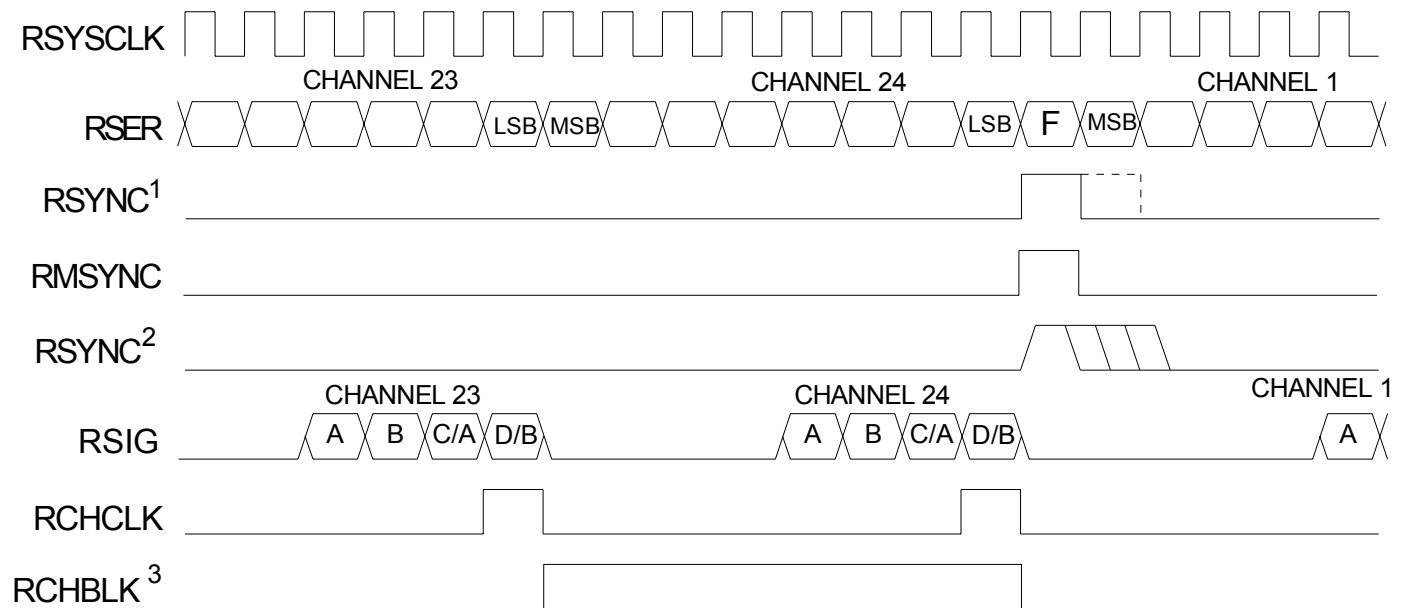 RSYSCLK
CHANNEL 23 CHANNEL 24 CHANNEL 1
RSER LSB MSB LSB F MSB
RSYNC1
RMSYNC
RSYNC2
CHANNEL 23 CHANNEL 24 CHANNEL 1
RSIG A B C/A D/B A B C/A D/B A
RCHCLK
RCHBLK 3